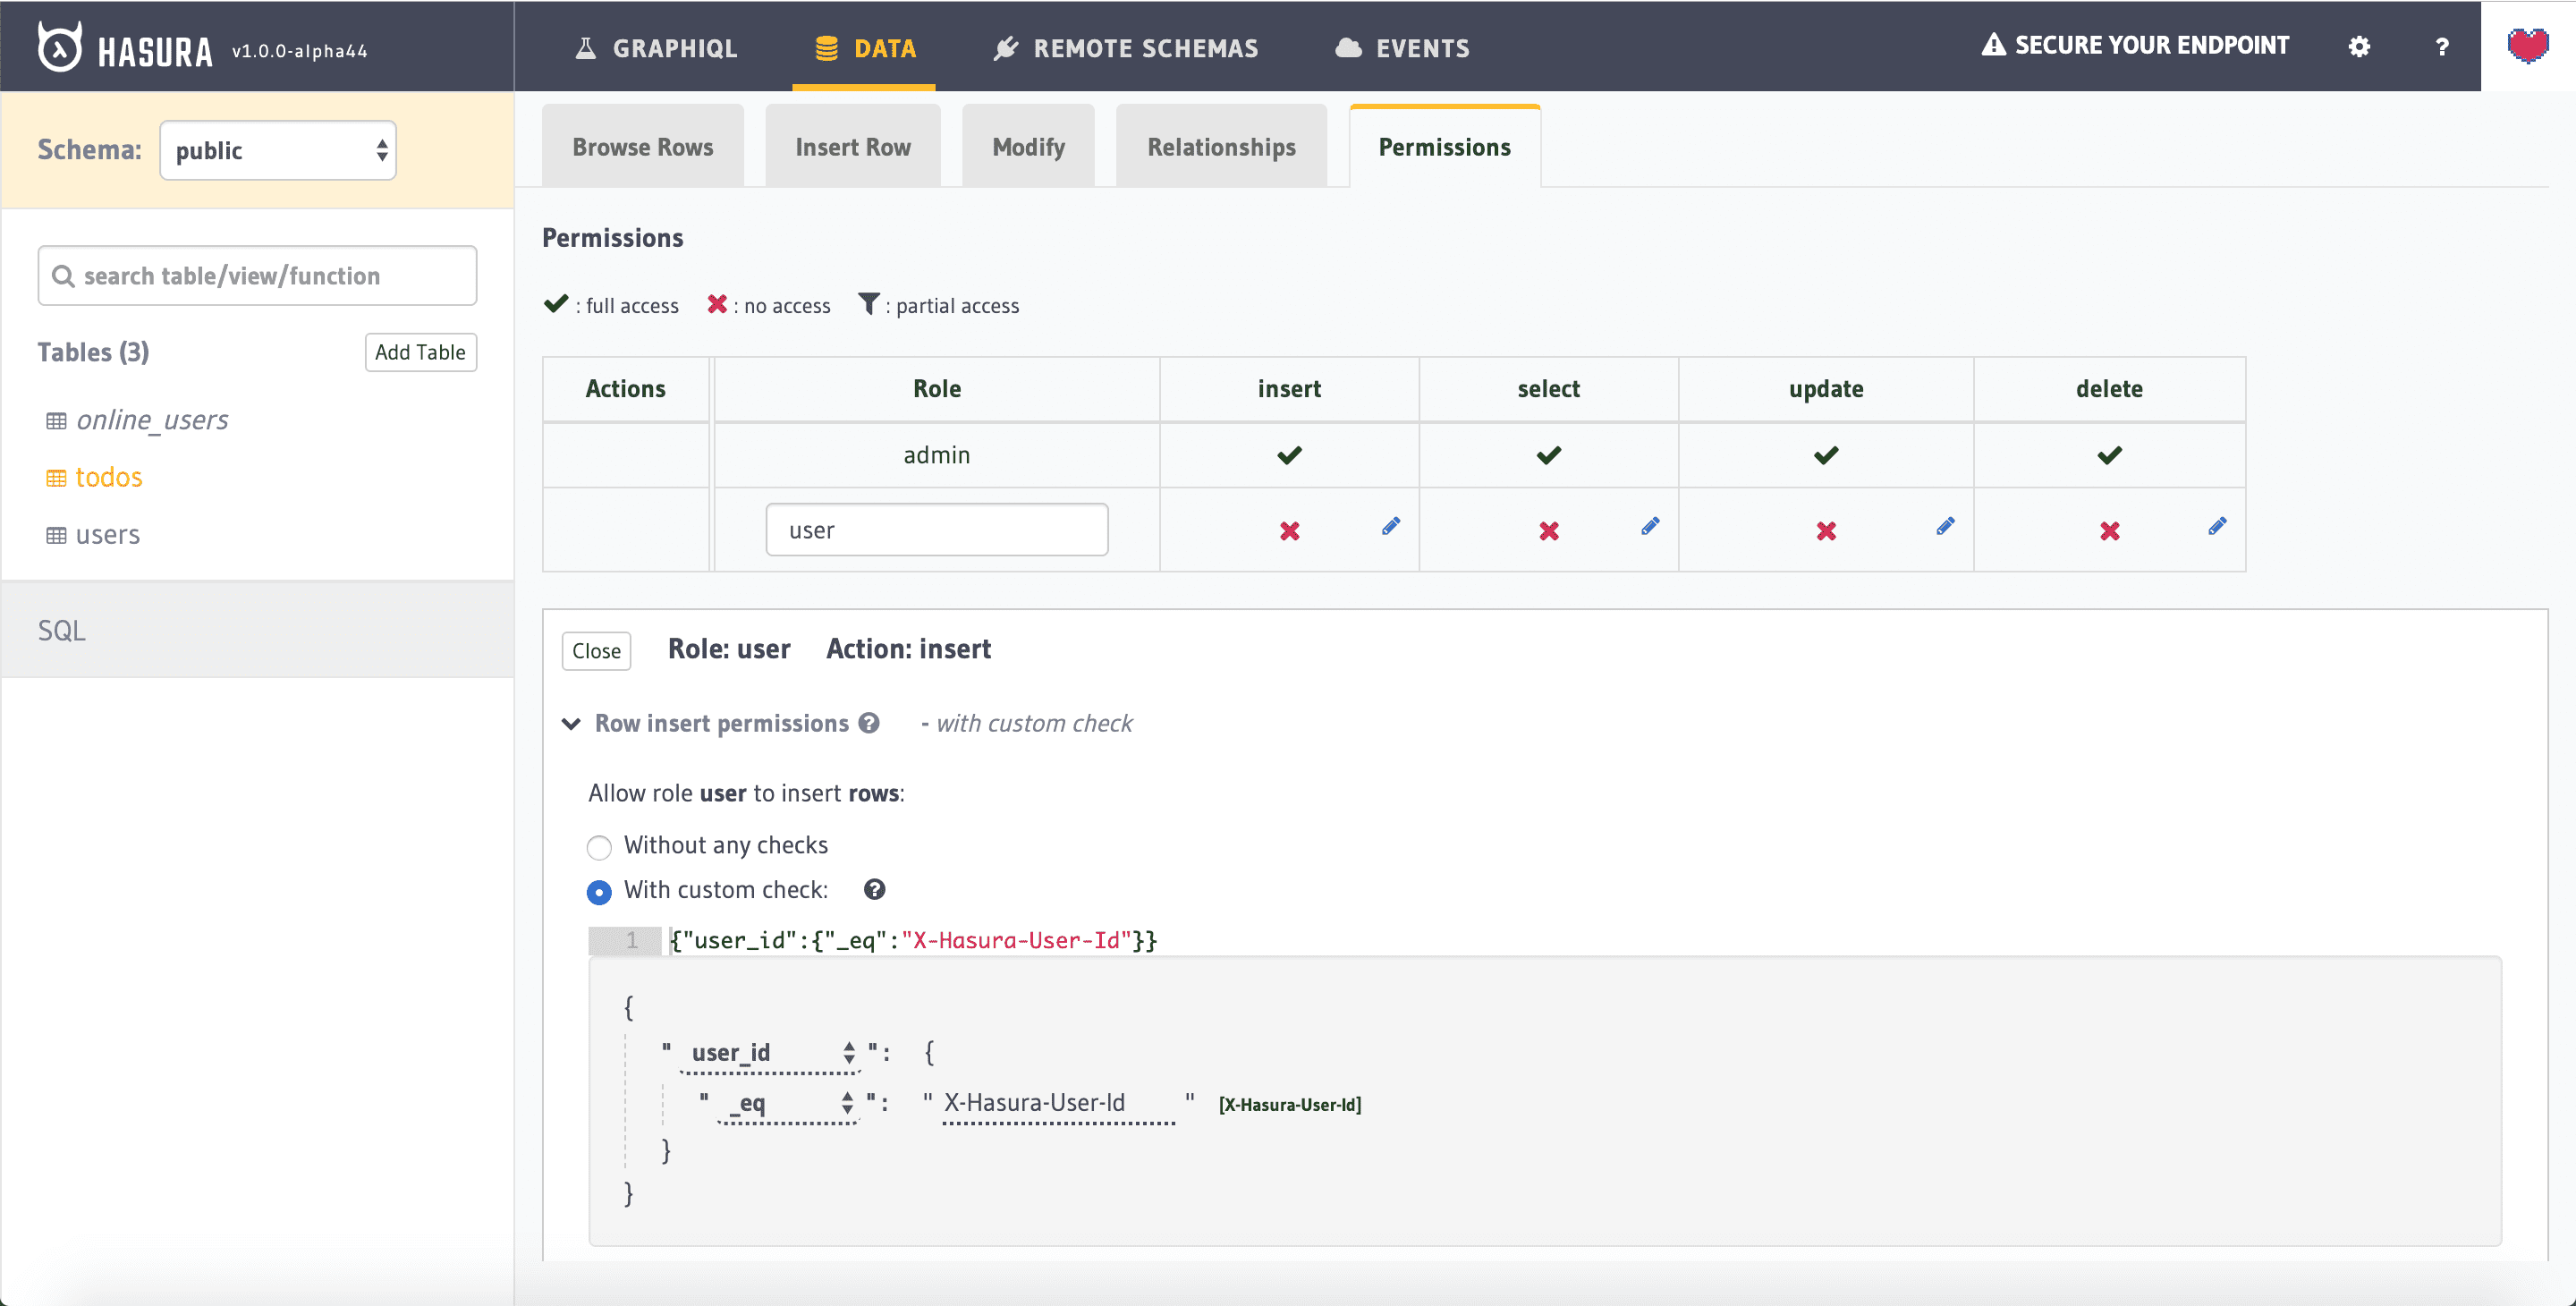 HASURA v1.0.0-alpha44
GRAPHIQL
DATA
REMOTE SCHEMAS
EVENTS
SECURE YOUR ENDPOINT
?
Schema: public
search table/view/function
Tables (3)
Add Table
online_users
todos
users
SQL
Browse Rows
Insert Row
Modify
Relationships
Permissions
Permissions
: full access : no access : partial access
Actions Role insert select update delete
admin
user
Close Role: user Action: insert
Row insert permissions ? - with custom check
Allow role user to insert rows:
Without any checks
With custom check: ?
1 {"user_id":{"_eq":"X-Hasura-User-Id"}}
{
" user_id ": {
" _eq ": " X-Hasura-User-Id " [X-Hasura-User-Id]
}
}